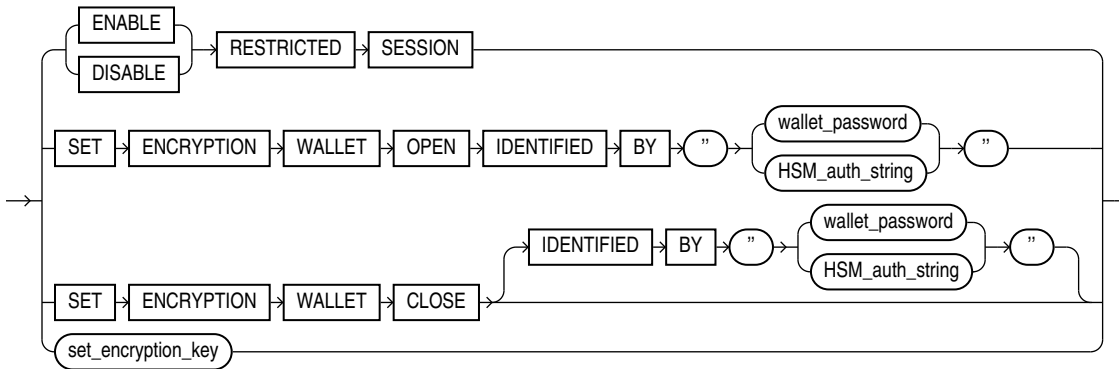 ENABLE
DISABLE
RESTRICTED SESSION
SET ENCRYPTION WALLET OPEN IDENTIFIED BY " wallet_password "
HSM_auth_string
IDENTIFIED BY " wallet_password "
HSM_auth_string
SET ENCRYPTION WALLET CLOSE
set_encryption_key